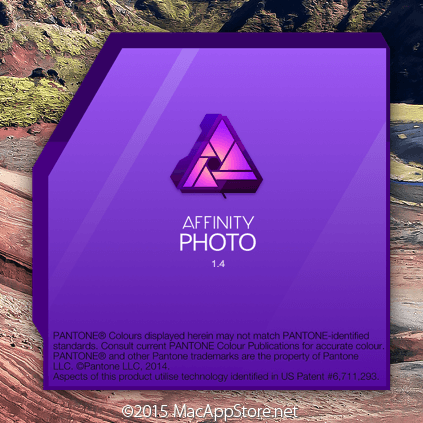 AFFINITY
PHOTO
1.4
PANTONE® Colours displayed herein may not match PANTONE-identified
standards. Consult current PANTONE Colour Publications for accurate colour.
PANTONE® and other Pantone trademarks are the property of Pantone
LLC. ©Pantone LLC, 2014.
Aspects of this product utilise technology identified in US Patent #6,711,293.
©2015 MacAppStore.net